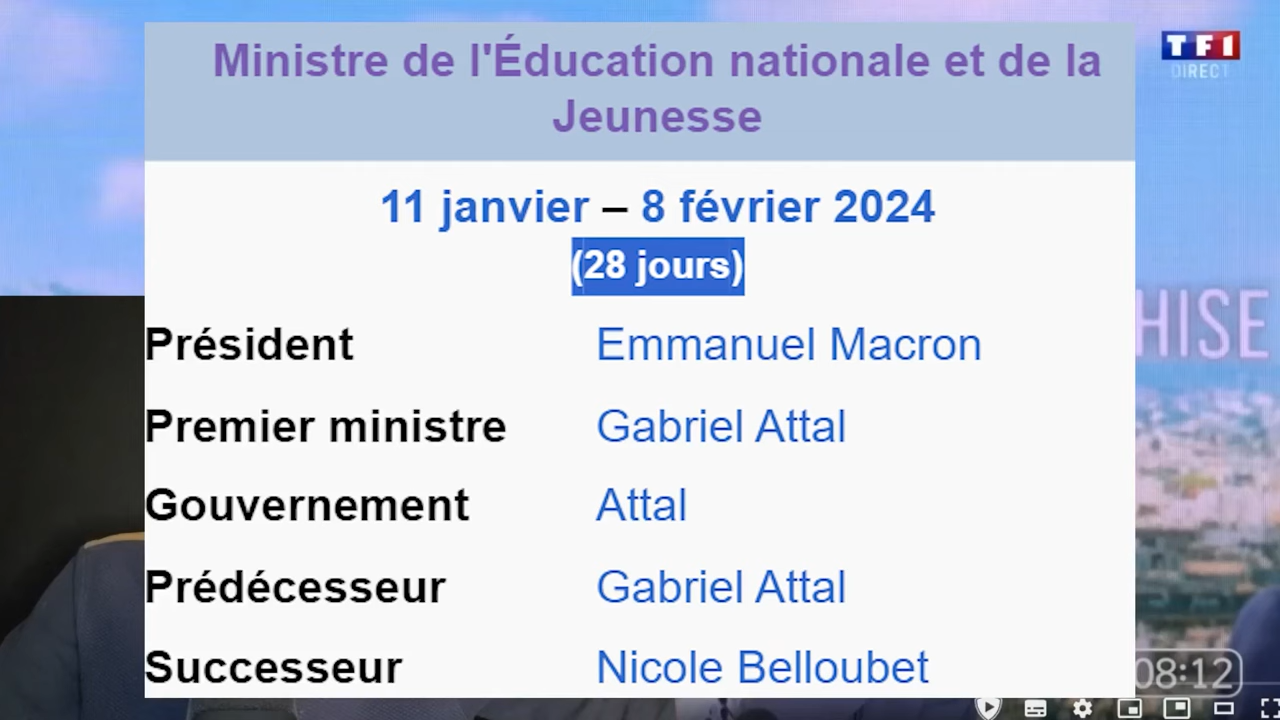 Ministre de l'Éducation nationale et de la
Jeunesse
TF1
DIRECT
11 janvier – 8 février 2024
(28 jours)
HISE
Président Emmanuel Macron
Premier ministre Gabriel Attal
Gouvernement Attal
Prédécesseur Gabriel Attal
Successeur Nicole Belloubet
08:12